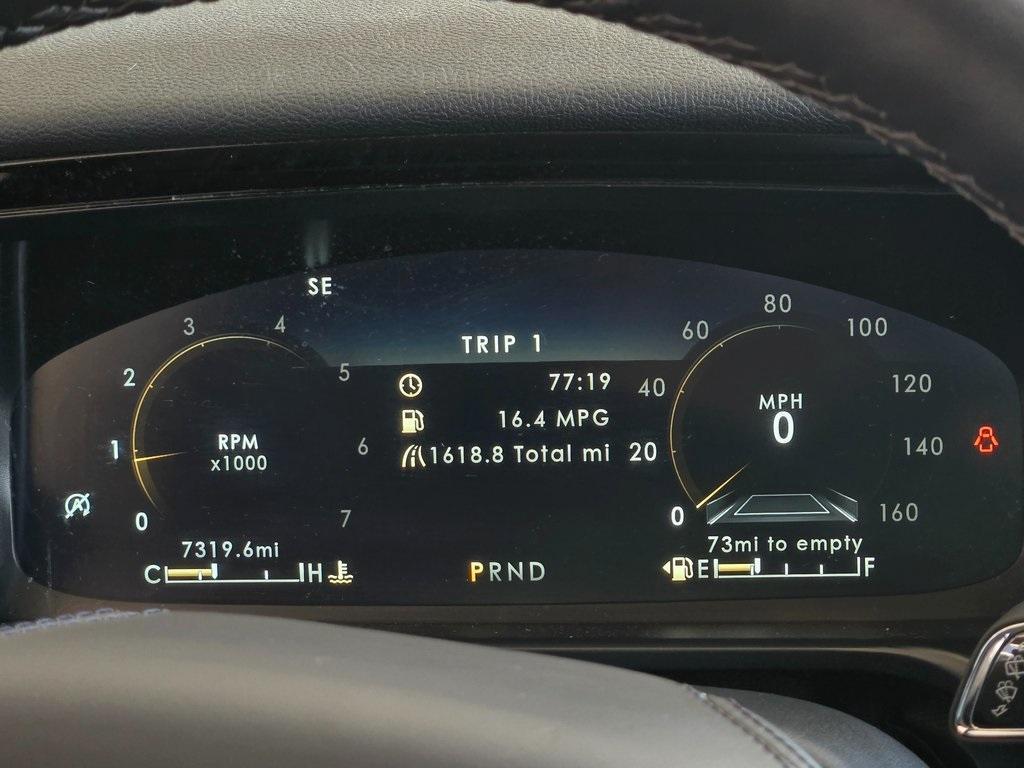 SE
TRIP 1
77:19
16.4 MPG
1618.8 Total mi
0
1
2
3
4
5
6
7
RPM
x1000
0
20
40
60
80
100
120
140
160
MPH
0
7319.6mi
C H
PRND
73mi to empty
E F
A